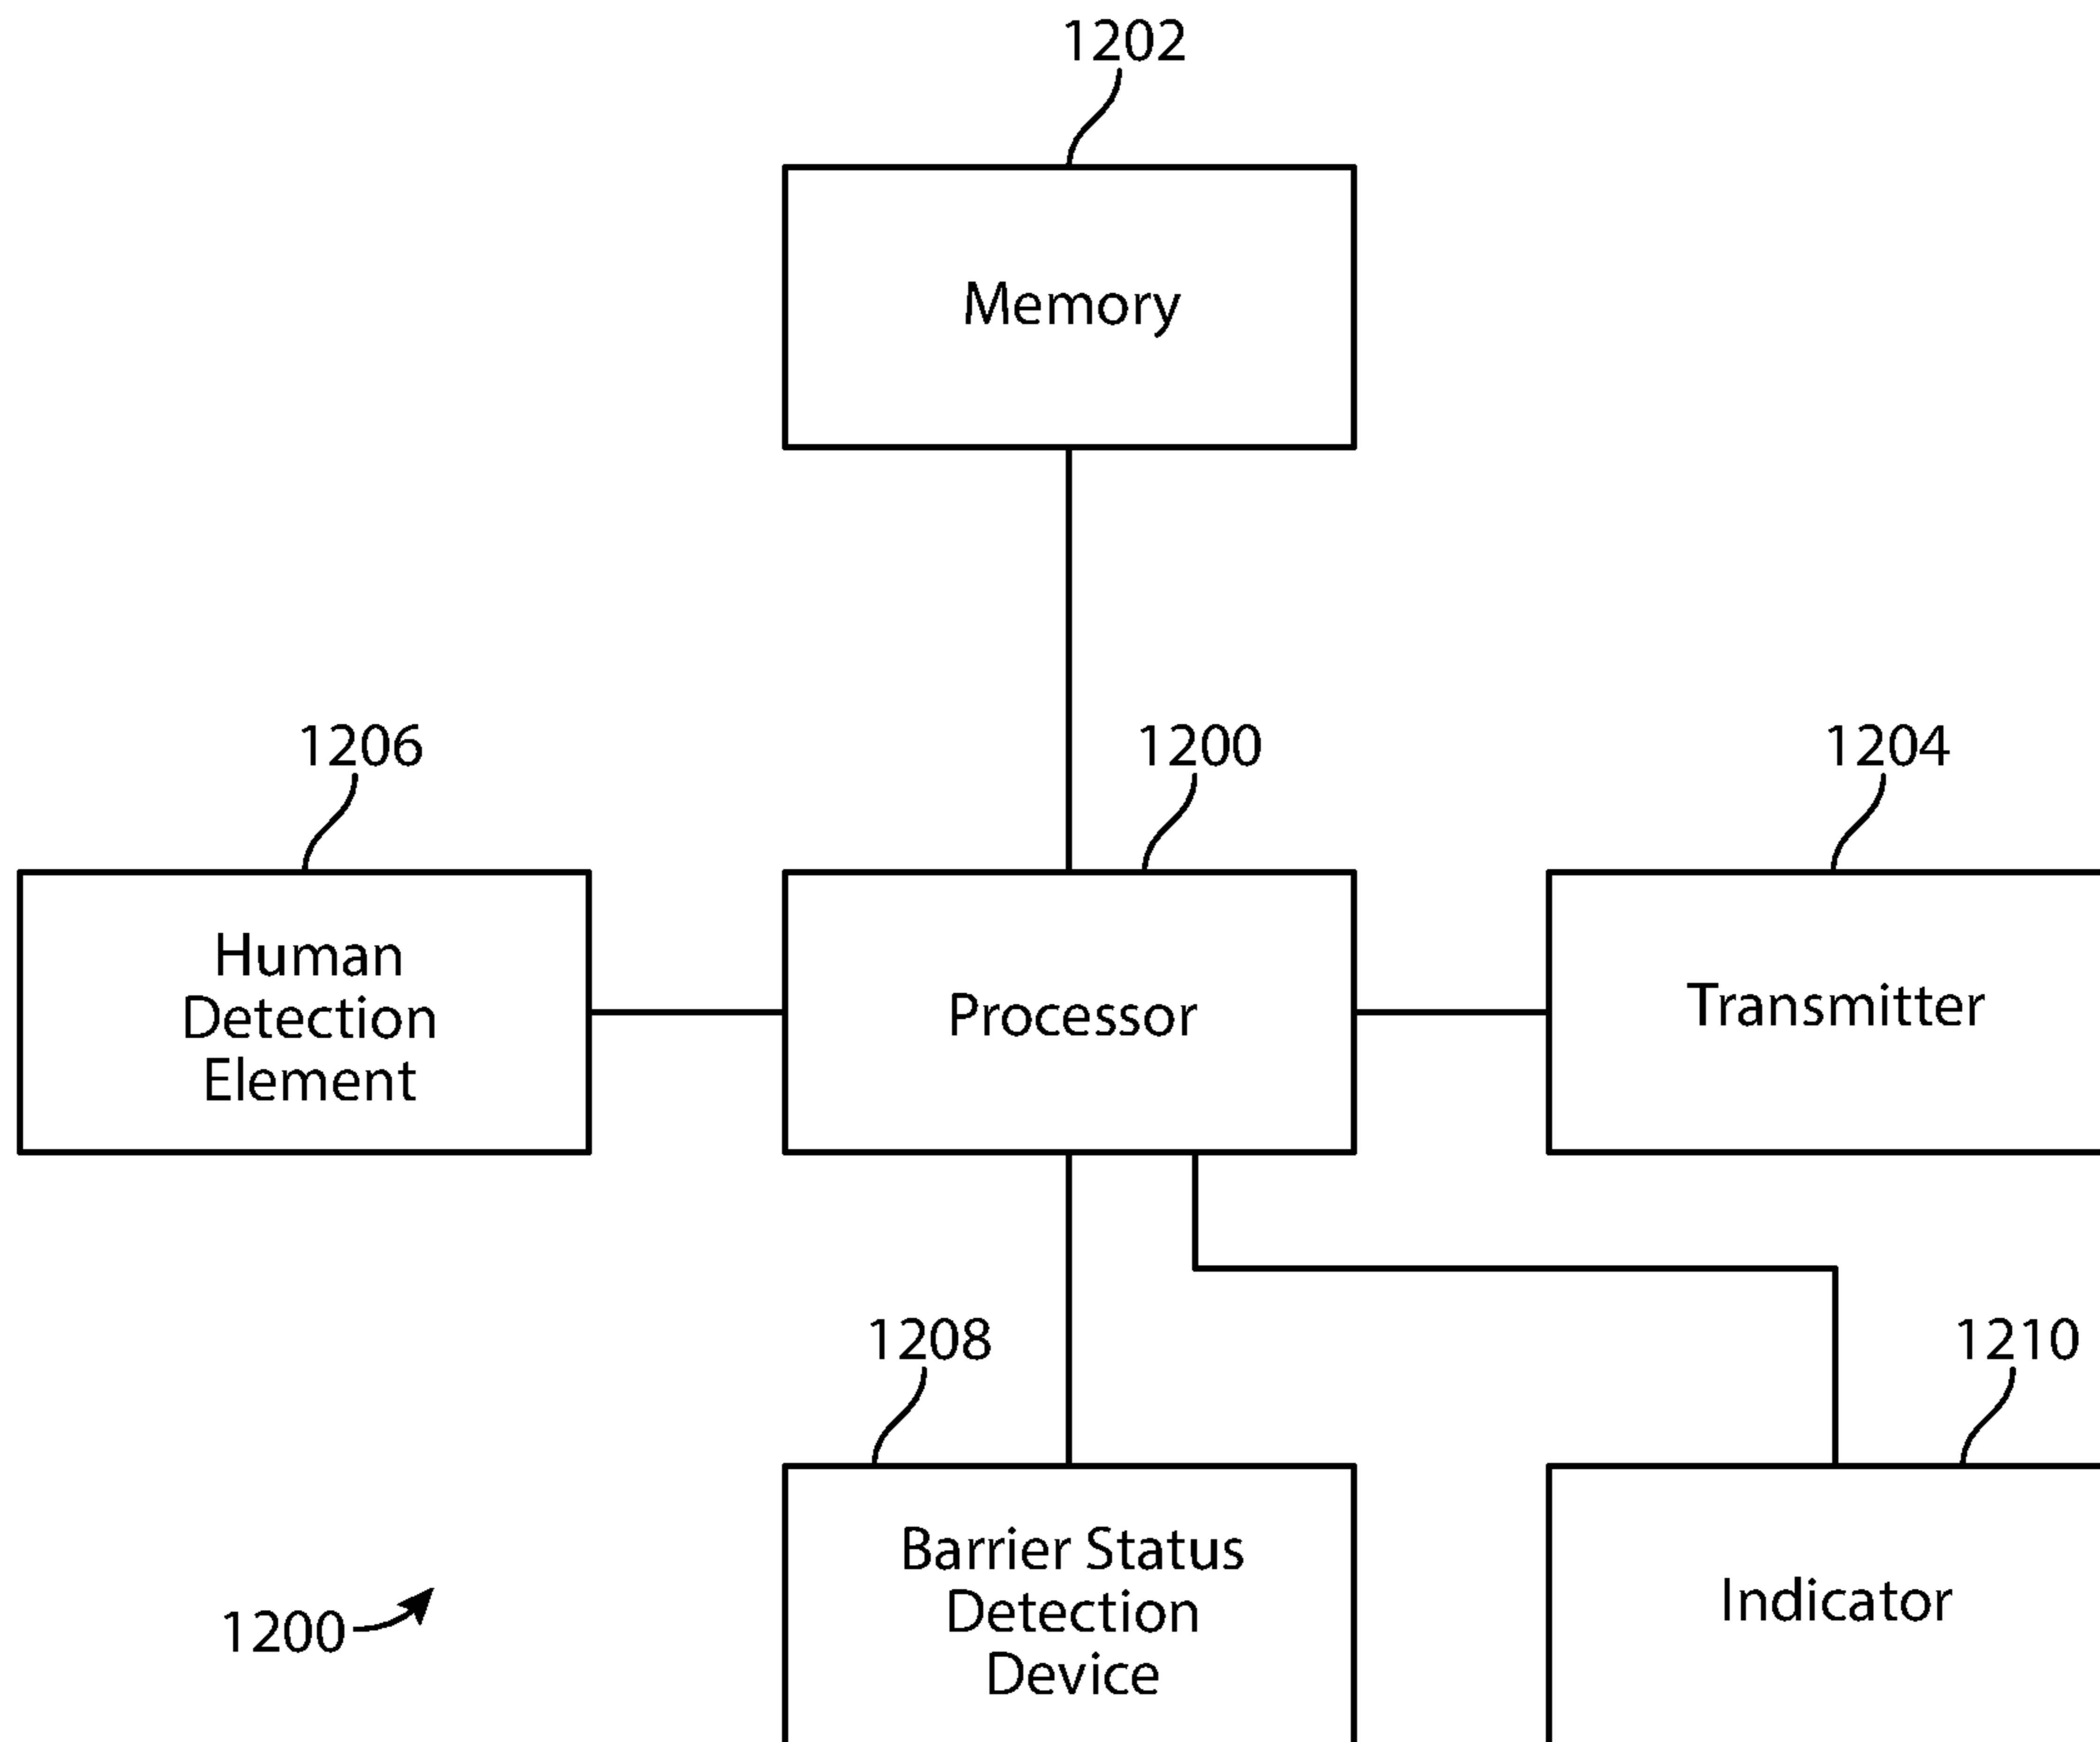 1202
Memory
1206
1200
1204
Human
Detection
Element
Processor
Transmitter
1208
1210
Barrier Status
Detection
Device
Indicator
1200